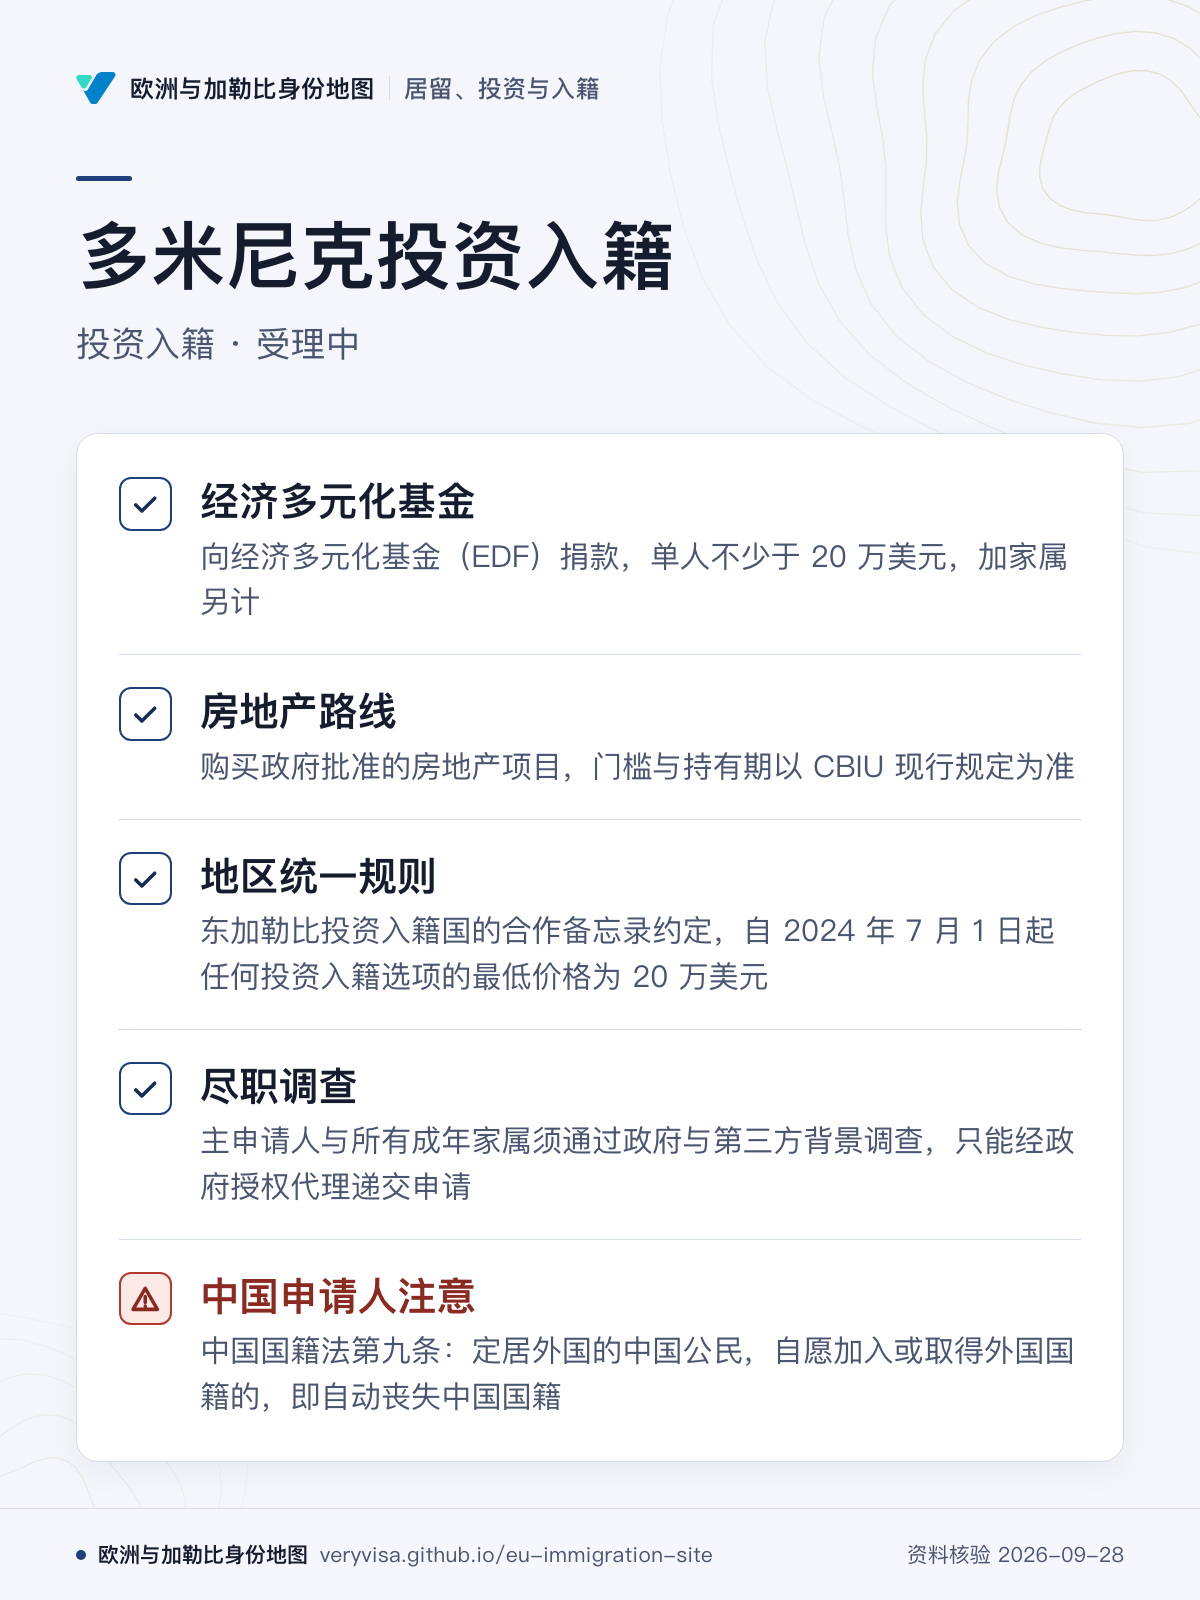 欧洲与加勒比身份地图 居留、投资与入籍
多米尼克投资入籍
投资入籍 · 受理中
经济多元化基金
向经济多元化基金（EDF）捐款，单人不少于 20 万美元，加家属
另计
房地产路线
购买政府批准的房地产项目，门槛与持有期以 CBIU 现行规定为准
地区统一规则
东加勒比投资入籍国的合作备忘录约定，自 2024 年 7 月 1 日起
任何投资入籍选项的最低价格为 20 万美元
尽职调查
主申请人与所有成年家属须通过政府与第三方背景调查，只能经政
府授权代理递交申请
中国申请人注意
中国国籍法第九条：定居外国的中国公民，自愿加入或取得外国国
籍的，即自动丧失中国国籍
欧洲与加勒比身份地图 veryvisa.github.io/eu-immigration-site 资料核验 2026-09-28